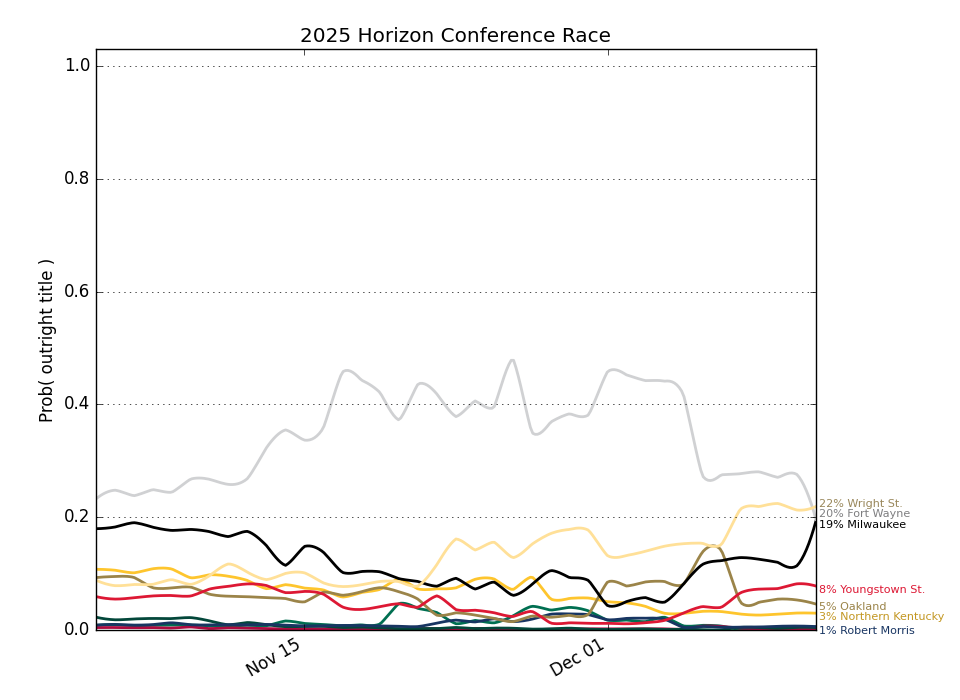 2025 Horizon Conference Race
Prob( outright title )
1.0
0.8
0.6
0.4
0.2
0.0
Nov 15
Dec 01
22% Wright St.
20% Fort Wayne
19% Milwaukee
8% Youngstown St.
5% Oakland
3% Northern Kentucky
1% Robert Morris